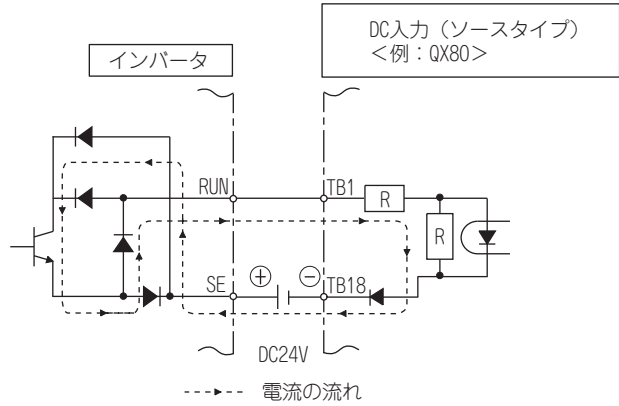 DC入力（ソースタイプ）
＜例：QX80＞
インバータ
RUN
TB1
R
R
SE
+
−
TB18
DC24V
電流の流れ